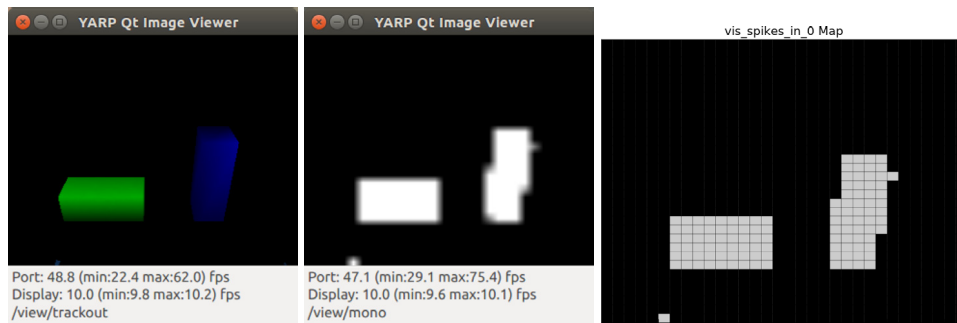 YARP Qt Image Viewer
Port: 48.8 (min:22.4 max:62.0) fps
Display: 10.0 (min:9.8 max:10.2) fps
/view/trackout
YARP Qt Image Viewer
Port: 47.1 (min:29.1 max:75.4) fps
Display: 10.0 (min:9.6 max:10.1) fps
/view/mono
vis_spikes_in_0 Map